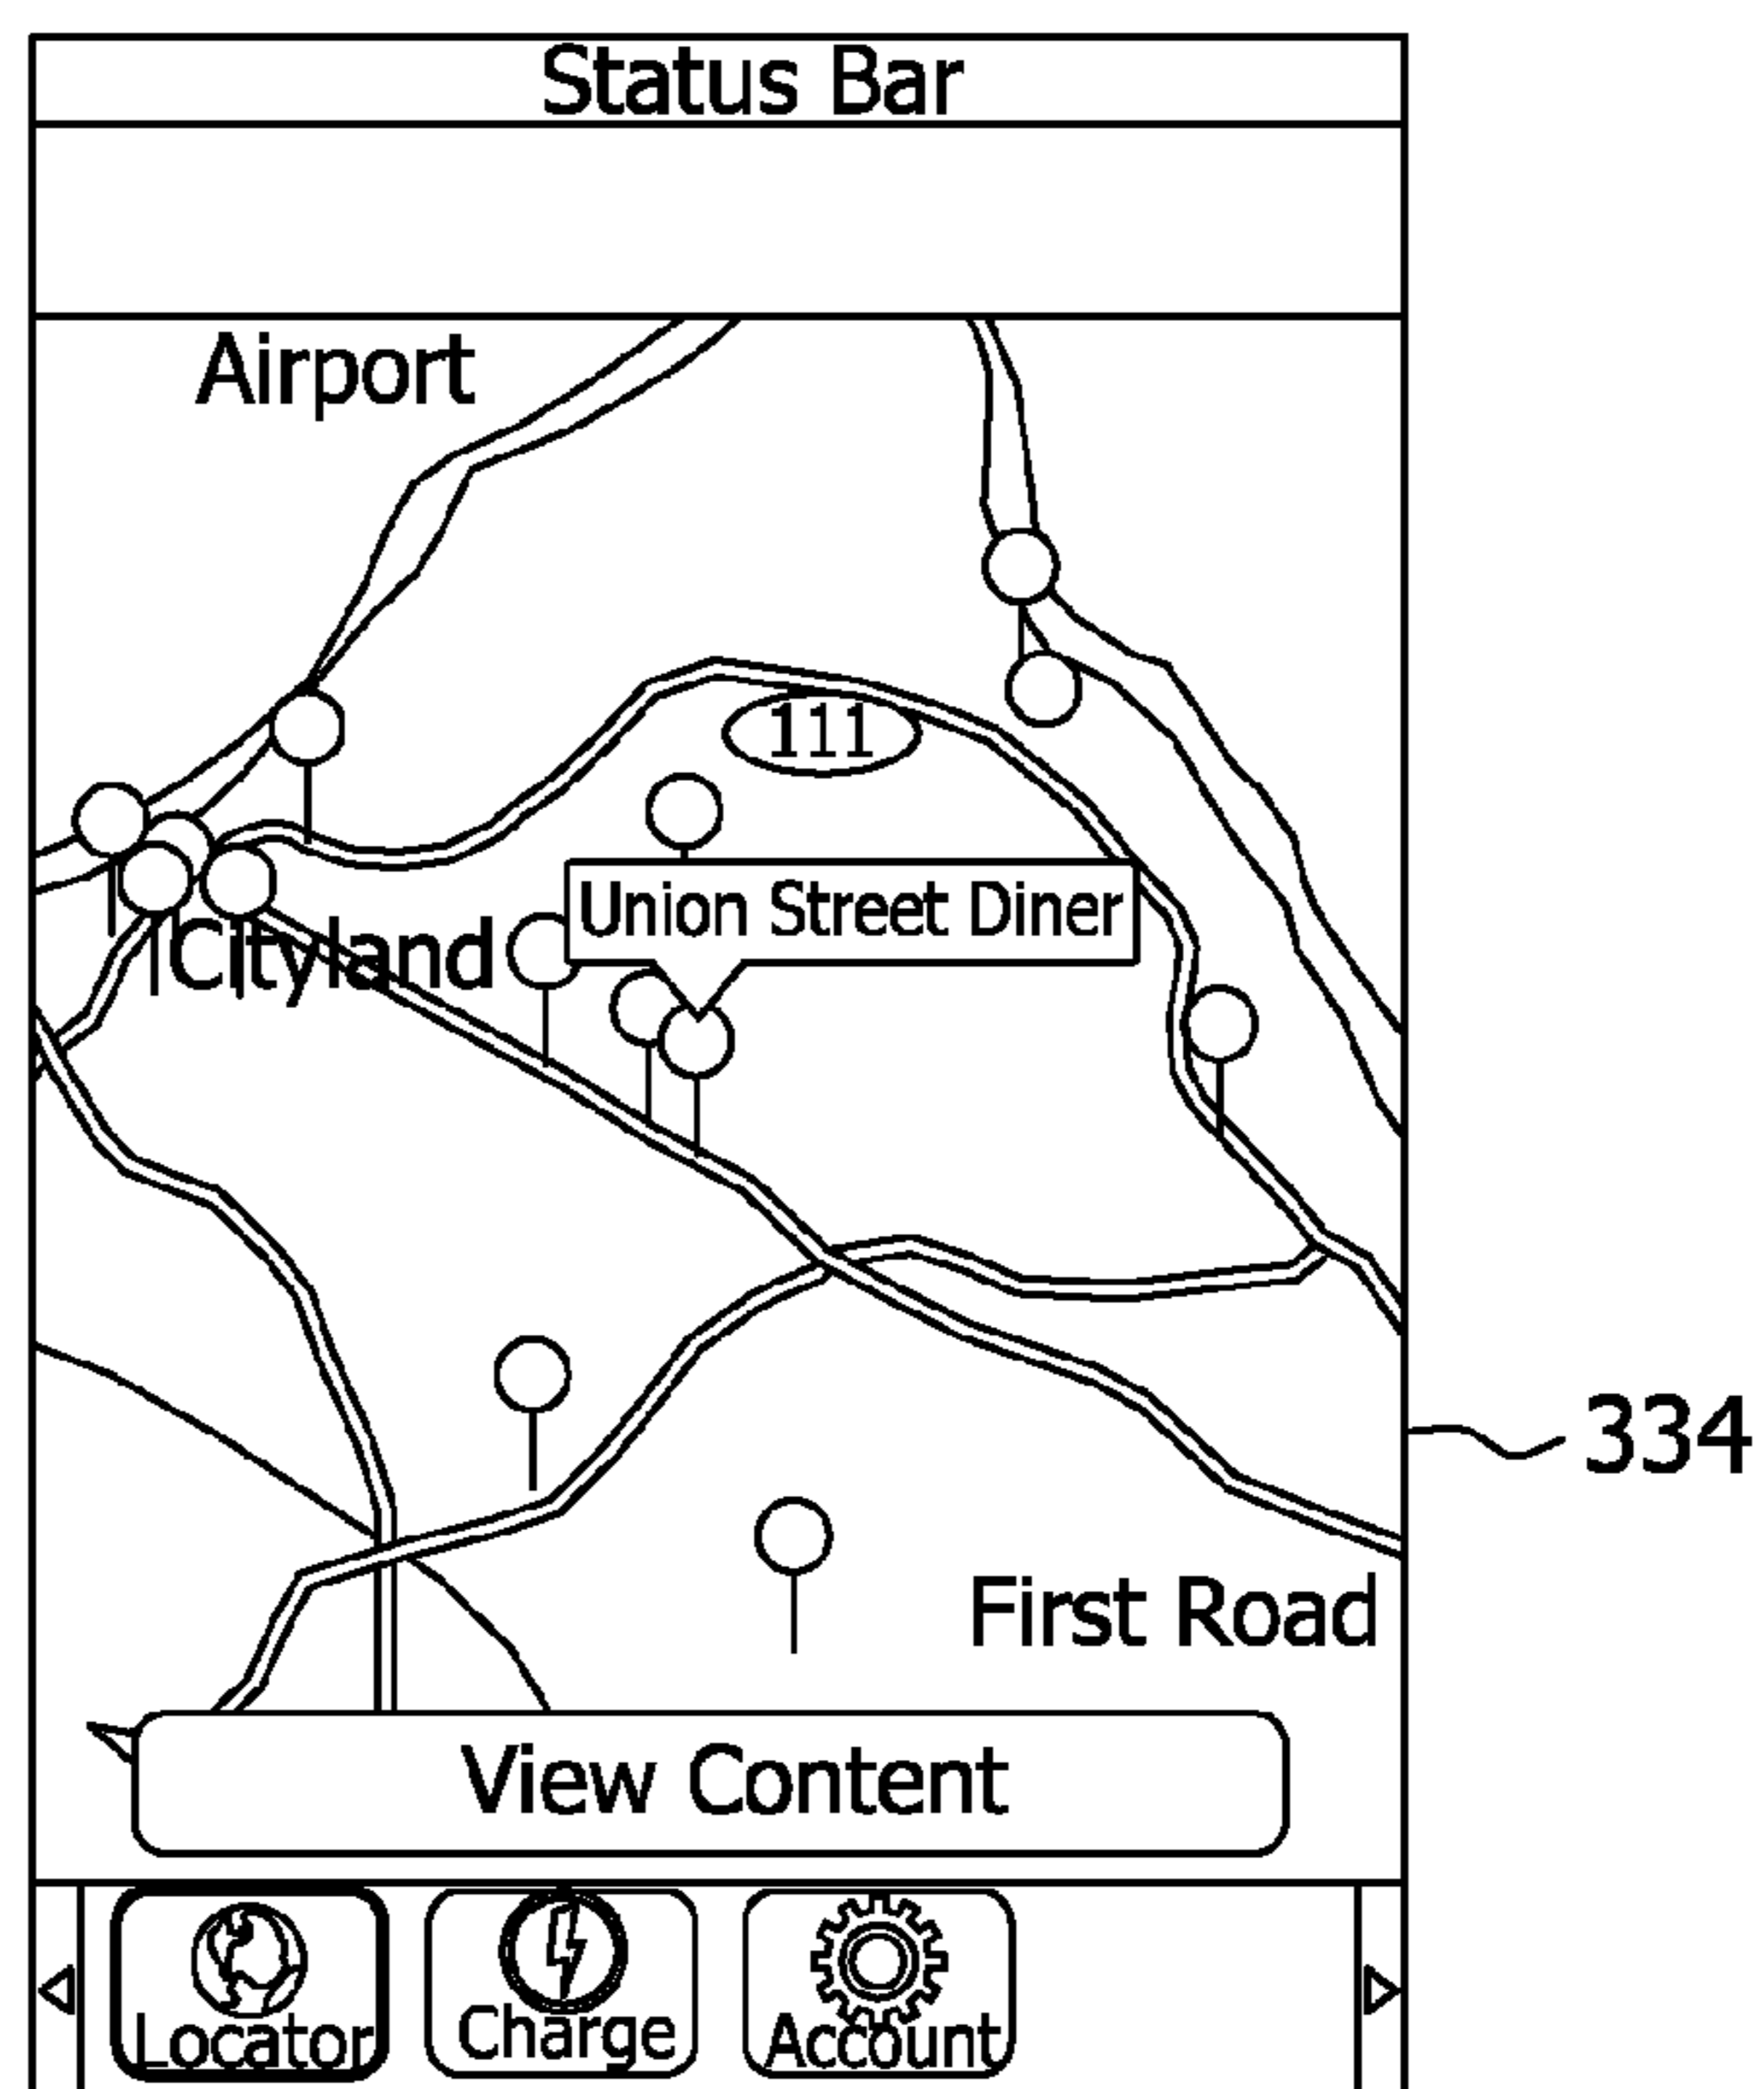 Status Bar
Airport
111
Union Street Diner
Cityland
334
First Road
View Content
Locator
Charge
Account